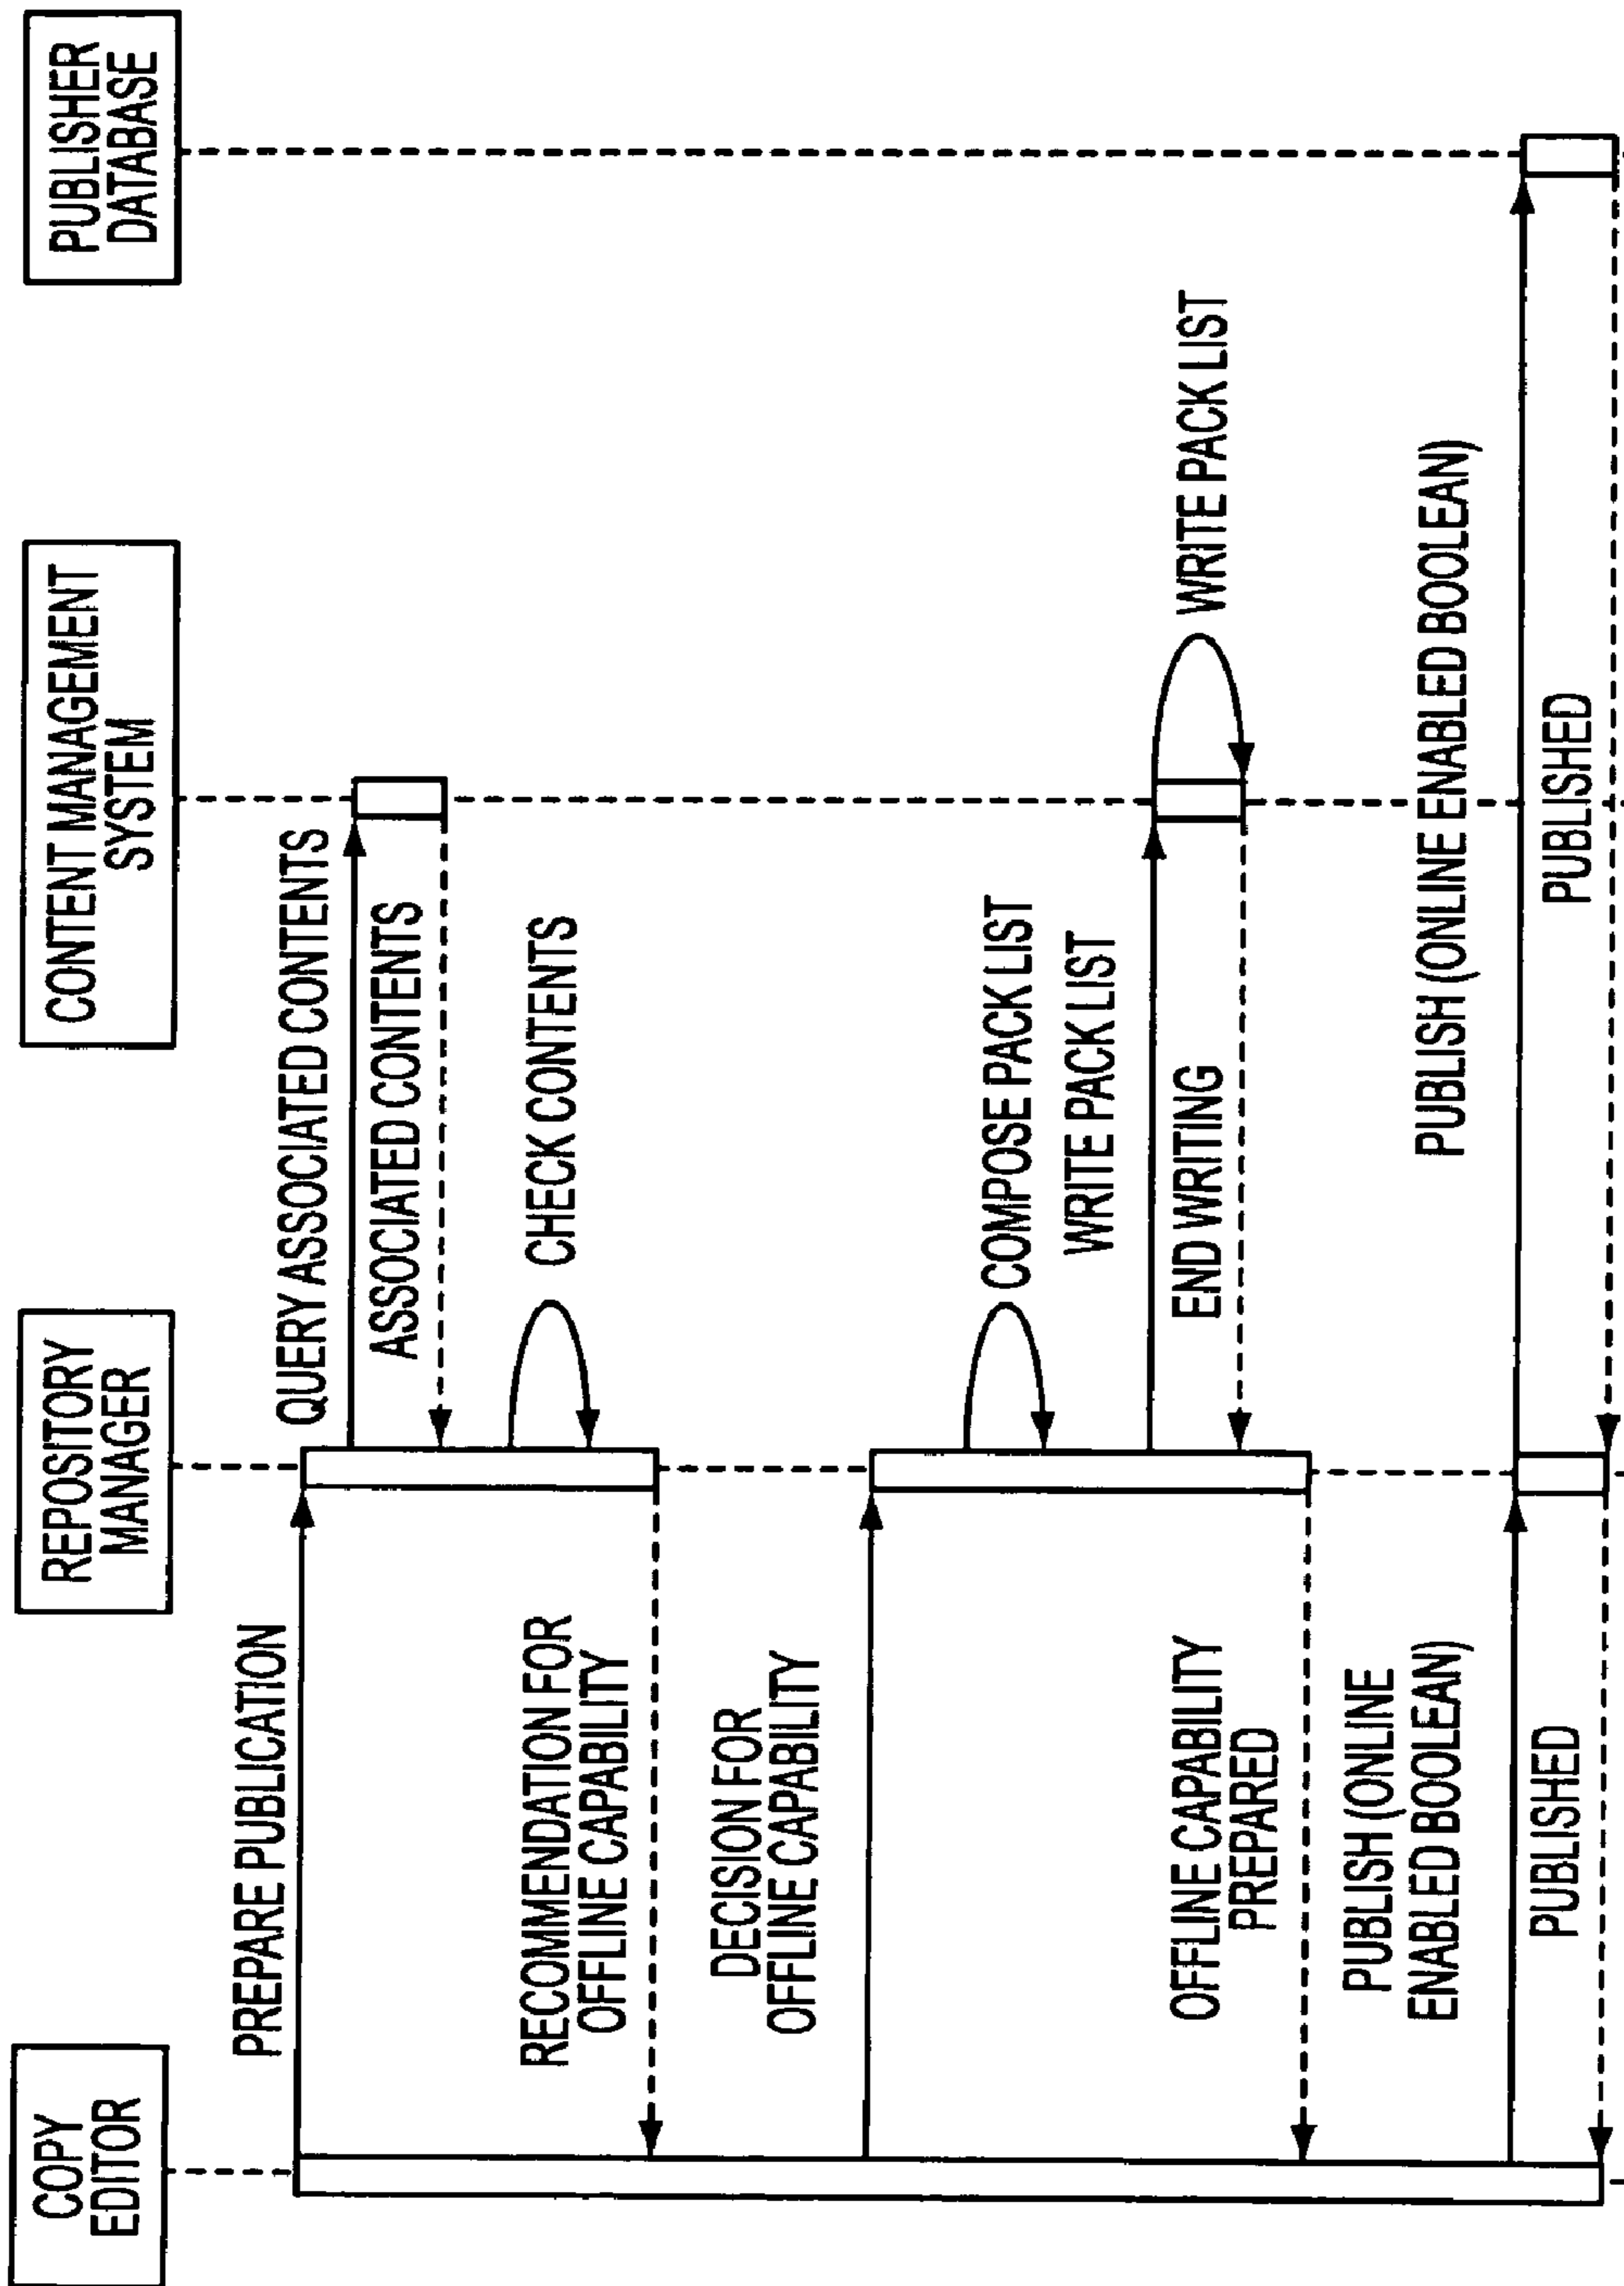 COPY
EDITOR
REPOSITORY
MANAGER
CONTENT MANAGEMENT
SYSTEM
PUBLISHER
DATABASE
PREPARE PUBLICATION
QUERY ASSOCIATED CONTENTS
ASSOCIATED CONTENTS
CHECK CONTENTS
RECOMMENDATION FOR
OFFLINE CAPABILITY
DECISION FOR
OFFLINE CAPABILITY
COMPOSE PACK LIST
WRITE PACK LIST
WRITE PACK LIST
END WRITING
OFFLINE CAPABILITY
PREPARED
PUBLISH (ONLINE
ENABLED BOOLEAN)
PUBLISH (ONLINE ENABLED BOOLEAN)
PUBLISHED
PUBLISHED